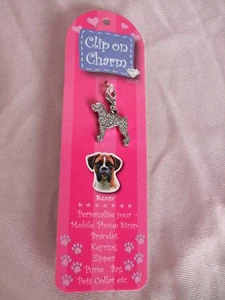 Clip on
Charm
Boxer
Personalise your
Mobile Phone Strap
Bracelet
Keyring
Zipper
Purse . Bag
Pets Collar etc.